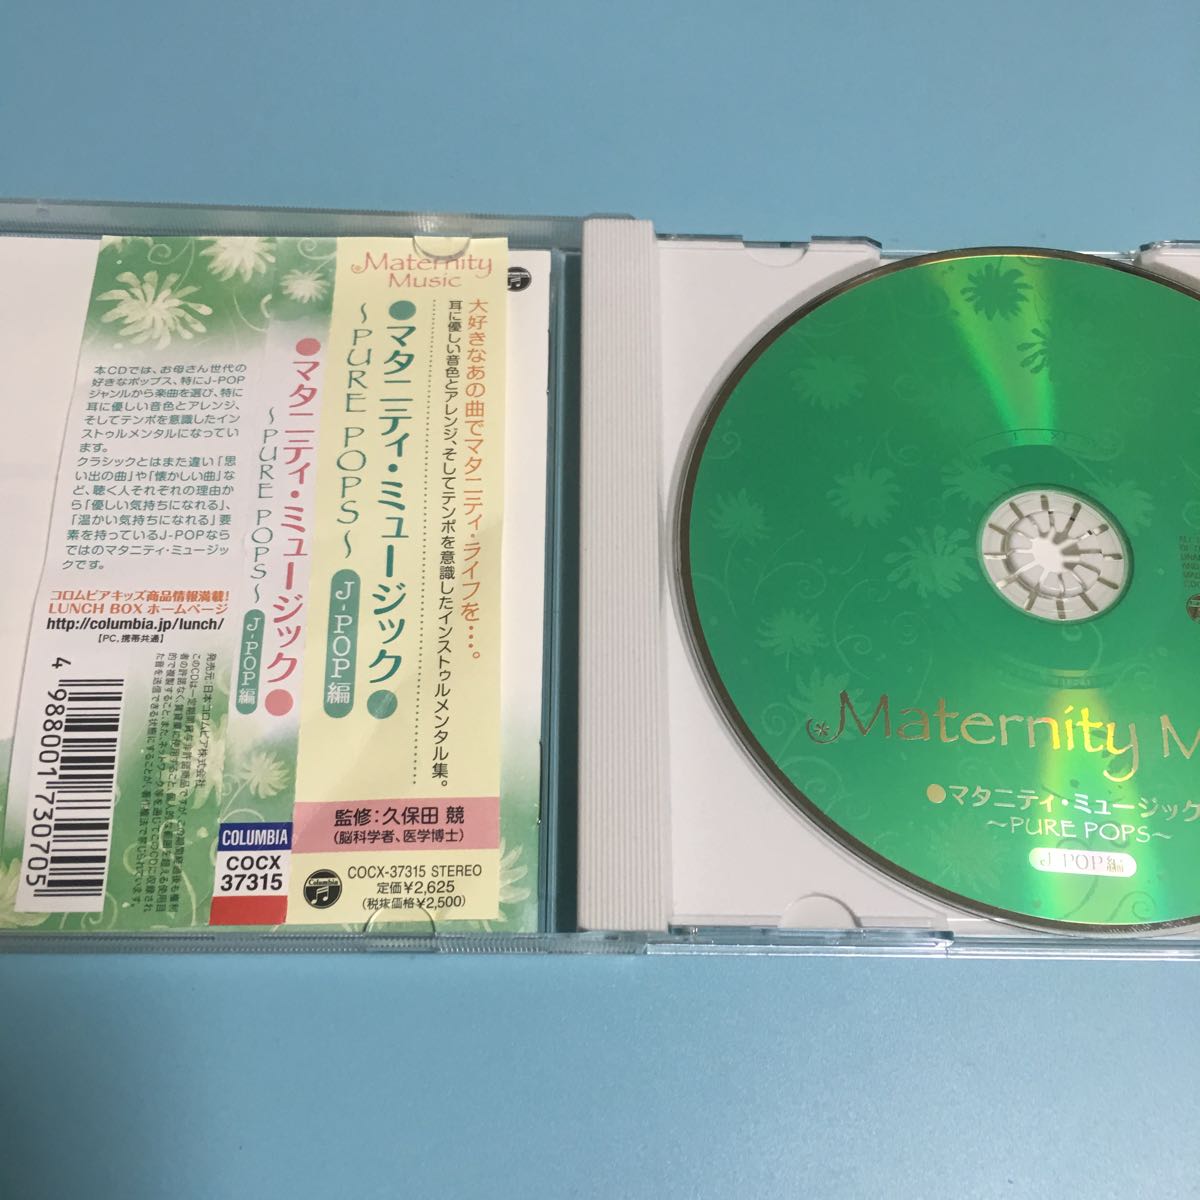 Maternity
Music
大好きなあの曲でマタニティ・ライフを…。
耳に優しい音色とアレンジ、そしてテンポを意識したインストゥルメンタル集。
●マタニティ・ミュージック●
～PURE POPS～
J-POP編
監修：久保田 競
（脳科学者、医学博士）
COCX-37315 STEREO
定価¥2,625
（税抜価格¥2,500）
Columbia
●マタニティ・ミュージック●
～PURE POPS～
J-POP編
COLUMBIA
COCX
37315
本CDでは、お母さん世代の
好きなポップス、特にJ-POP
ジャンルから楽曲を選び、特に
耳に優しい音色とアレンジ、
そしてテンポを意識したイン
ストゥルメンタルになってい
ます。
クラシックとはまた違い「思
い出の曲」や「懐かしい曲」な
ど、聴く人それぞれの理由か
ら「優しい気持ちになれる」、
「温かい気持ちになれる」要
素を持っているJ-POPなら
ではのマタニティ・ミュージッ
クです。
コロムビアキッズ商品情報満載!
LUNCH BOX ホームページ
http://columbia.jp/lunch/
【PC、携帯共通】
発売元：日本コロムビア株式会社
4 988001 730705
Maternity M
●マタニティ・ミュージック
～PURE POPS～
J-POP編